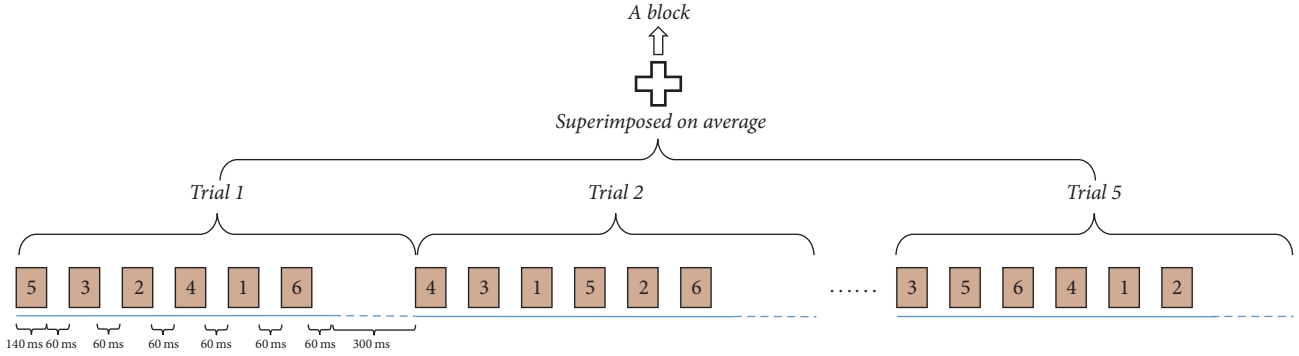 A block
Superimposed on average
Trial 1 Trial 2 Trial 5
5 3 2 4 1 6 4 3 1 5 2 6 ...... 3 5 6 4 1 2
140 ms 60 ms 60 ms 60 ms 60 ms 60 ms 60 ms 300 ms